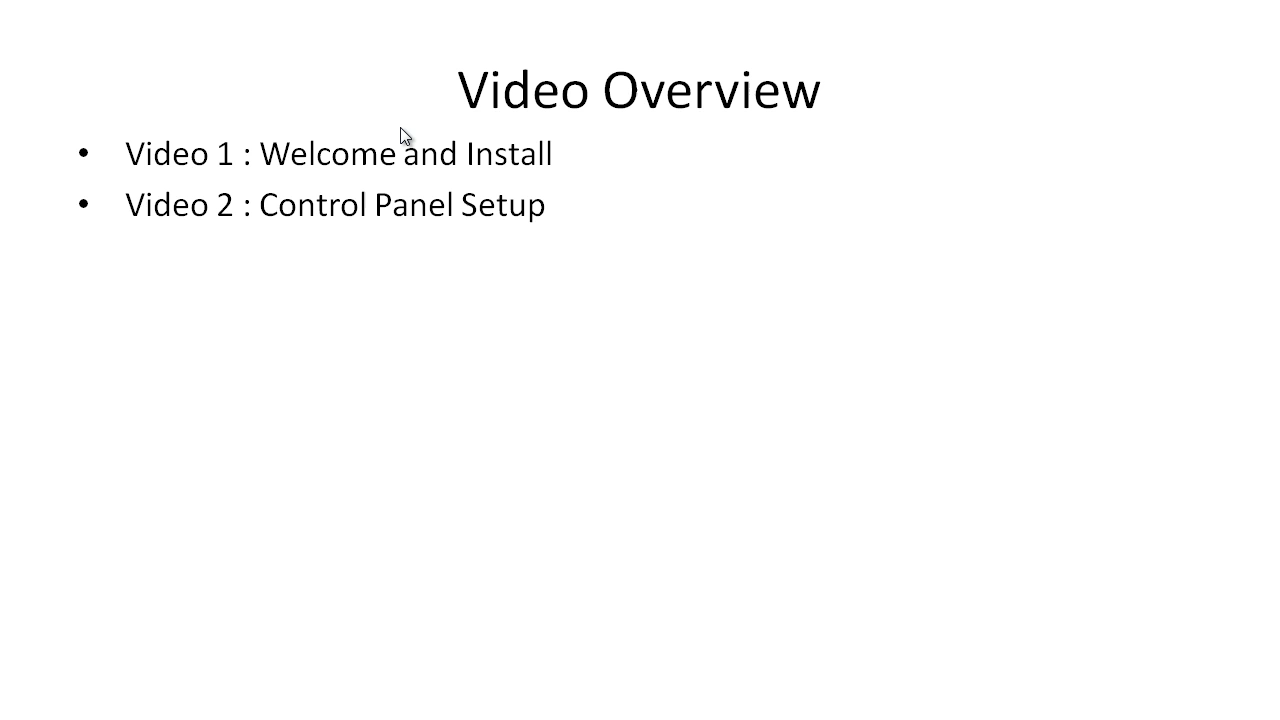 Video Overview
• Video 1 : Welcome and Install
• Video 2 : Control Panel Setup